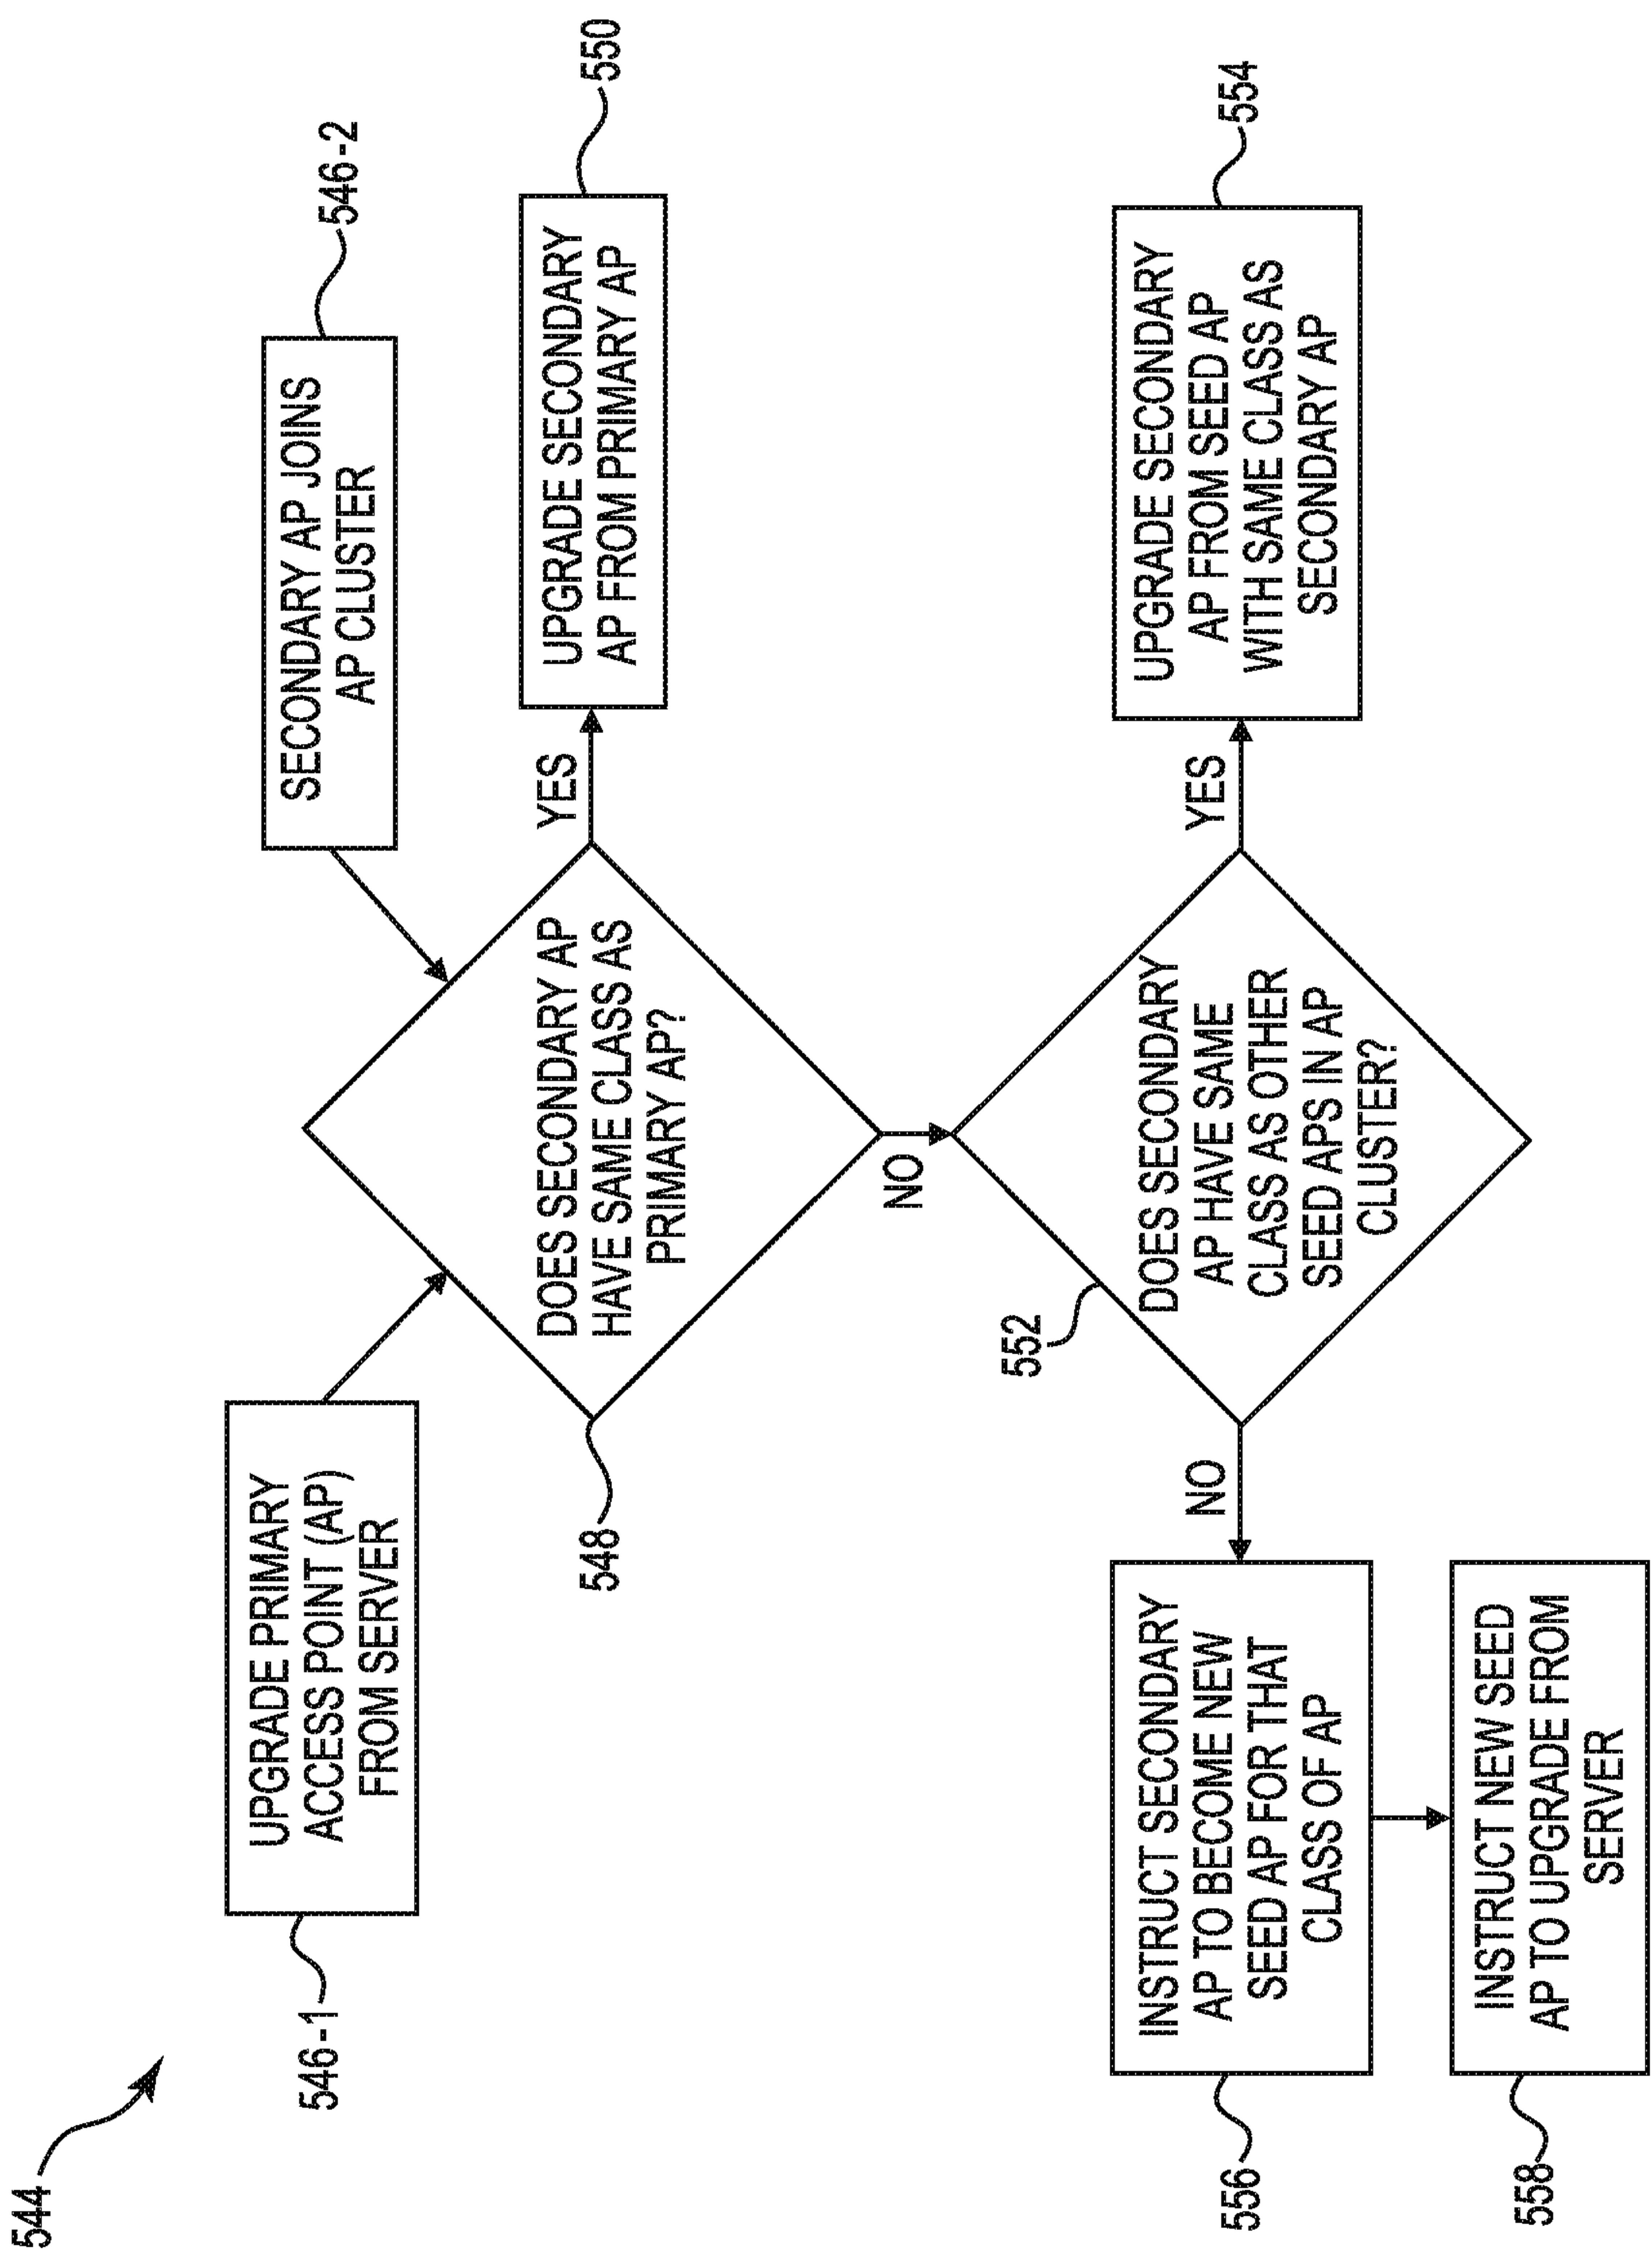 544
546-1
UPGRADE PRIMARY
ACCESS POINT (AP)
FROM SERVER
SECONDARY AP JOINS
AP CLUSTER
546-2
548
DOES SECONDARY AP
HAVE SAME CLASS AS
PRIMARY AP?
YES
UPGRADE SECONDARY
AP FROM PRIMARY AP
550
NO
552
DOES SECONDARY
AP HAVE SAME
CLASS AS OTHER
SEED APS IN AP
CLUSTER?
YES
UPGRADE SECONDARY
AP FROM SEED AP
WITH SAME CLASS AS
SECONDARY AP
554
NO
556
INSTRUCT SECONDARY
AP TO BECOME NEW
SEED AP FOR THAT
CLASS OF AP
558
INSTRUCT NEW SEED
AP TO UPGRADE FROM
SERVER